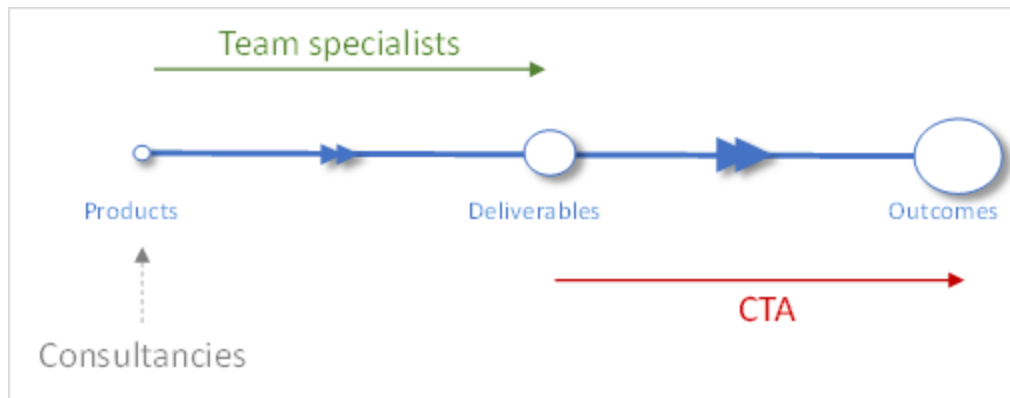 Team specialists
Products
Deliverables
Outcomes
CTA
Consultancies